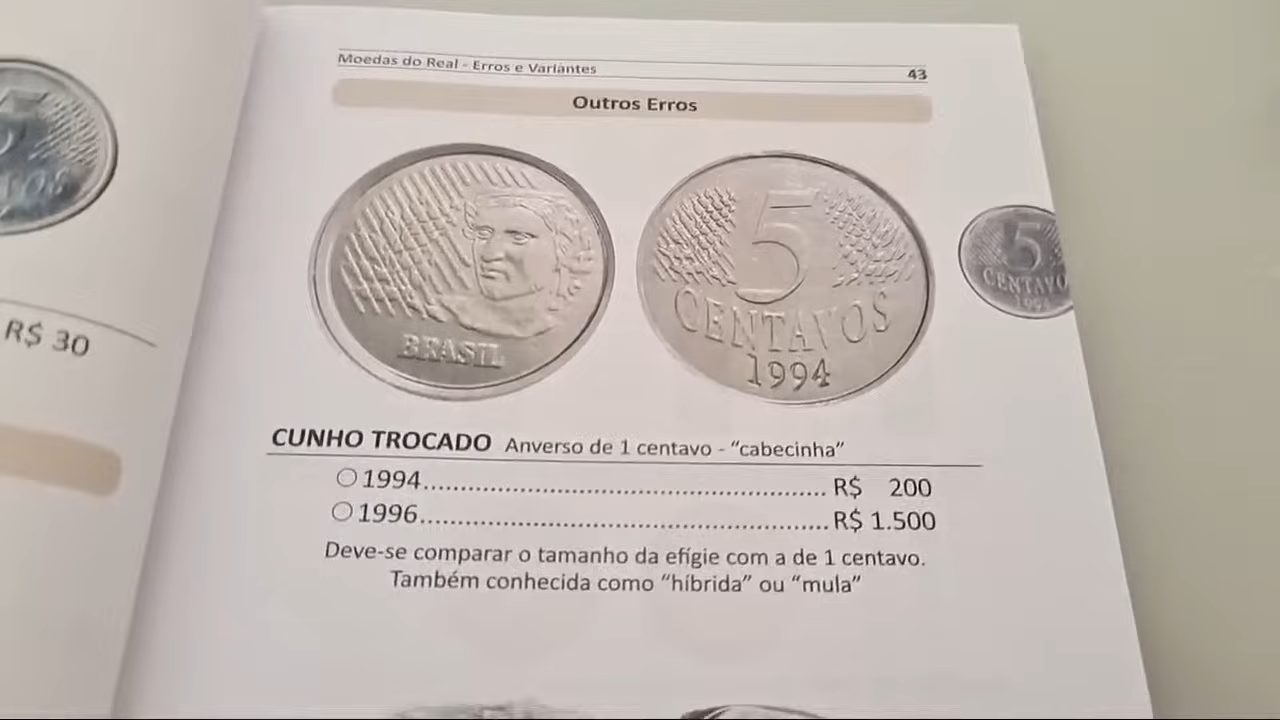 Moedas do Real - Erros e Variantes 43
Outros Erros
BRASIL
5
CENTAVOS
1994
5
CENTAVO
1994
R$ 30
CUNHO TROCADO Anverso de 1 centavo - “cabecinha”
1994 R$ 200
1996 R$ 1.500
Deve-se comparar o tamanho da efígie com a de 1 centavo.
Também conhecida como “híbrida” ou “mula”